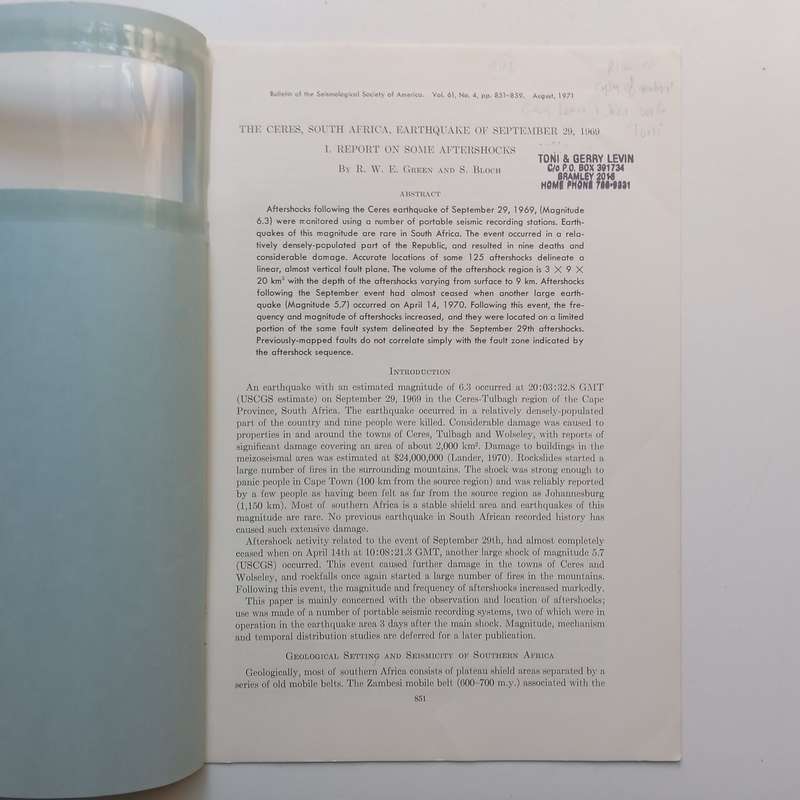 Bulletin of the Seismological Society of America. Vol. 61, No. 4, pp. 851–859. August, 1971
THE CERES, SOUTH AFRICA, EARTHQUAKE OF SEPTEMBER 29, 1969
I. REPORT ON SOME AFTERSHOCKS
By R. W. E. Green and S. Bloch
TONI & GERRY LEVIN
C/o P.O. BOX 391734
BRAMLEY 2018
HOME PHONE 786-9331
ABSTRACT
Aftershocks following the Ceres earthquake of September 29, 1969, (Magnitude
6.3) were monitored using a number of portable seismic recording stations. Earth-
quakes of this magnitude are rare in South Africa. The event occurred in a rela-
tively densely-populated part of the Republic, and resulted in nine deaths and
considerable damage. Accurate locations of some 125 aftershocks delineate a
linear, almost vertical fault plane. The volume of the aftershock region is 3 × 9 ×
20 km³ with the depth of the aftershocks varying from surface to 9 km. Aftershocks
following the September event had almost ceased when another large earth-
quake (Magnitude 5.7) occurred on April 14, 1970. Following this event, the fre-
quency and magnitude of aftershocks increased, and they were located on a limited
portion of the same fault system delineated by the September 29th aftershocks.
Previously-mapped faults do not correlate simply with the fault zone indicated by
the aftershock sequence.
Introduction
An earthquake with an estimated magnitude of 6.3 occurred at 20:03:32.8 GMT
(USCGS estimate) on September 29, 1969 in the Ceres-Tulbagh region of the Cape
Province, South Africa. The earthquake occurred in a relatively densely-populated
part of the country and nine people were killed. Considerable damage was caused to
properties in and around the towns of Ceres, Tulbagh and Wolseley, with reports of
significant damage covering an area of about 2,000 km². Damage to buildings in the
meizoseismal area was estimated at $24,000,000 (Lander, 1970). Rockslides started a
large number of fires in the surrounding mountains. The shock was strong enough to
panic people in Cape Town (100 km from the source region) and was reliably reported
by a few people as having been felt as far from the source region as Johannesburg
(1,150 km). Most of southern Africa is a stable shield area and earthquakes of this
magnitude are rare. No previous earthquake in South African recorded history has
caused such extensive damage.
Aftershock activity related to the event of September 29th, had almost completely
ceased when on April 14th at 10:08:21.3 GMT, another large shock of magnitude 5.7
(USCGS) occurred. This event caused further damage in the towns of Ceres and
Wolseley, and rockfalls once again started a large number of fires in the mountains.
Following this event, the magnitude and frequency of aftershocks increased markedly.
This paper is mainly concerned with the observation and location of aftershocks;
use was made of a number of portable seismic recording systems, two of which were in
operation in the earthquake area 3 days after the main shock. Magnitude, mechanism
and temporal distribution studies are deferred for a later publication.
Geological Setting and Seismicity of Southern Africa
Geologically, most of southern Africa consists of plateau shield areas separated by a
series of old mobile belts. The Zambesi mobile belt (600–700 m.y.) associated with the
851